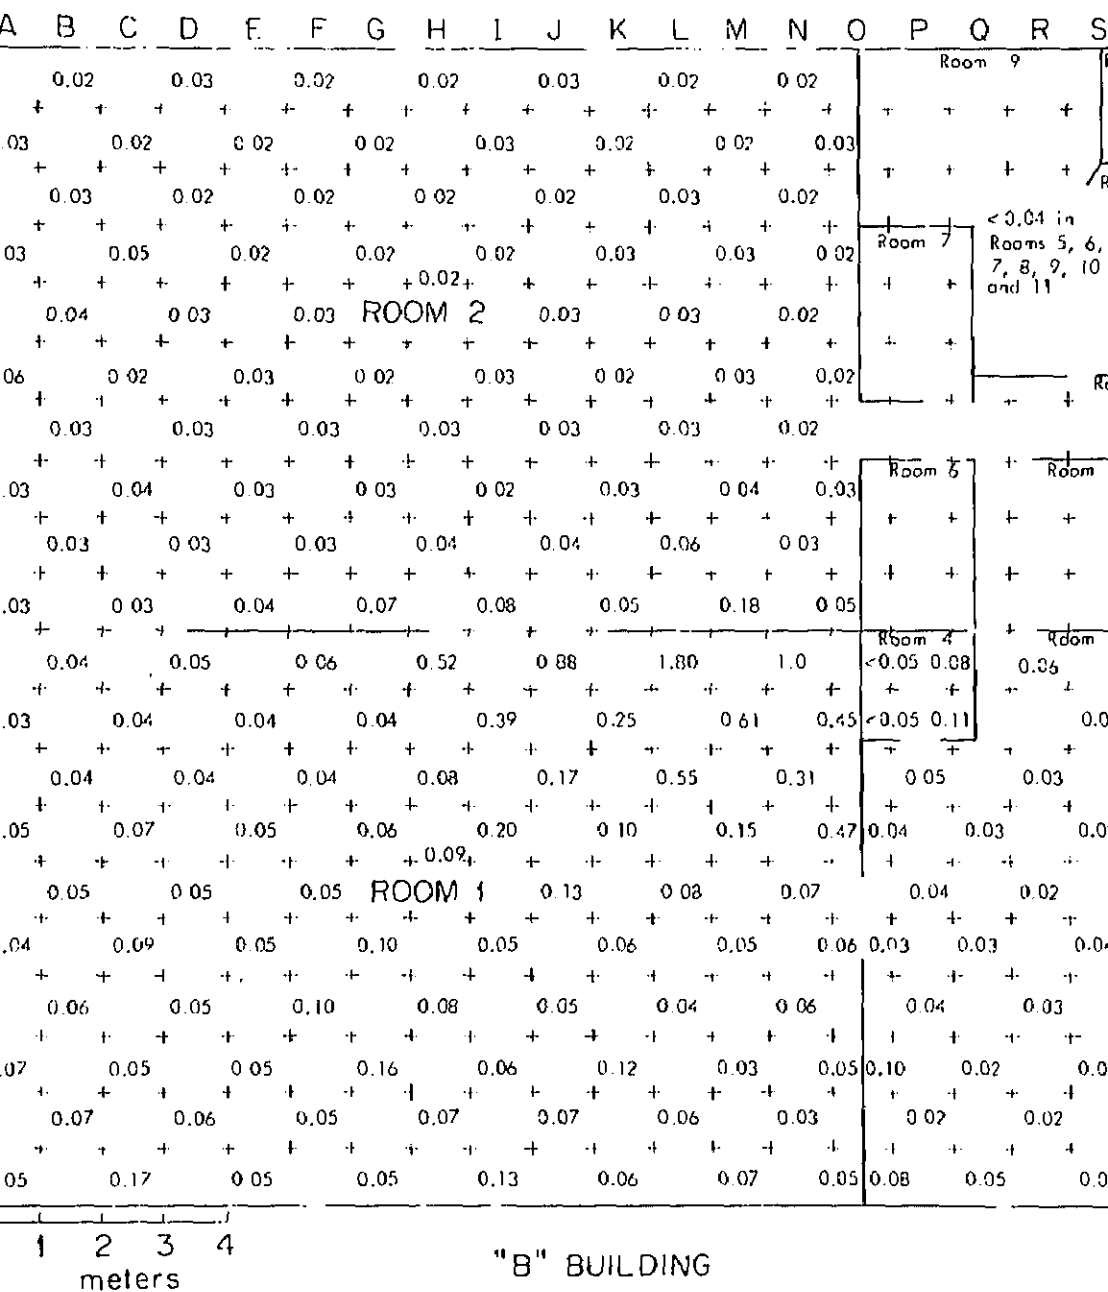 A B C D E F G H I J K L M N O P Q R S
Room 9
0.02 0.03 0.02 0.02 0.03 0.02 0 02
.03 0.02 0 02 0 02 0.03 0.02 0 02 0.03
0.03 0.02 0.02 0 02 0.02 0.03 0.02
<0.04 in
Room 7 Rooms 5, 6,
03 0.05 0.02 0.02 0.02 0.03 0.03 0 02
7, 8, 9, 10
0.02 and 11
0.04 0 03 0.03 ROOM 2 0.03 0 03 0.02
06 0 02 0.03 0 02 0.03 0 02 0 03 0.02
0.03 0.03 0.03 0.03 0 03 0.03 0.02
Room 6 Room
.03 0.04 0.03 0 03 0 02 0.03 0 04 0.03
0.03 0 03 0.03 0.04 0.04 0.06 0 03
.03 0 03 0.04 0.07 0.08 0.05 0.18 0 05
Room 4 Room
0.04 0.05 0 06 0.52 0 88 1.80 1.0 <0.05 0.08 0.06
.03 0.04 0.04 0.04 0.39 0.25 0 61 0.45 <0.05 0.11 0.0
0.04 0.04 0.04 0.08 0.17 0.55 0.31 0 05 0.03
.05 0.07 0.05 0.06 0.20 0 10 0.15 0.47 0.04 0.03 0.0
0.09
0.05 0 05 0.05 ROOM 1 0.13 0 08 0.07 0.04 0.02
.04 0.09 0.05 0.10 0.05 0.06 0.05 0 06 0.03 0.03 0.04
0.06 0.05 0.10 0.08 0.05 0.04 0 06 0.04 0.03
.07 0.05 0 05 0.16 0.06 0.12 0.03 0.05 0.10 0.02 0.0
0.07 0.06 0.05 0.07 0.07 0.06 0.03 0 02 0.02
05 0.17 0 05 0.05 0.13 0.06 0.07 0.05 0.08 0.05 0.0
1 2 3 4
meters
"B" BUILDING